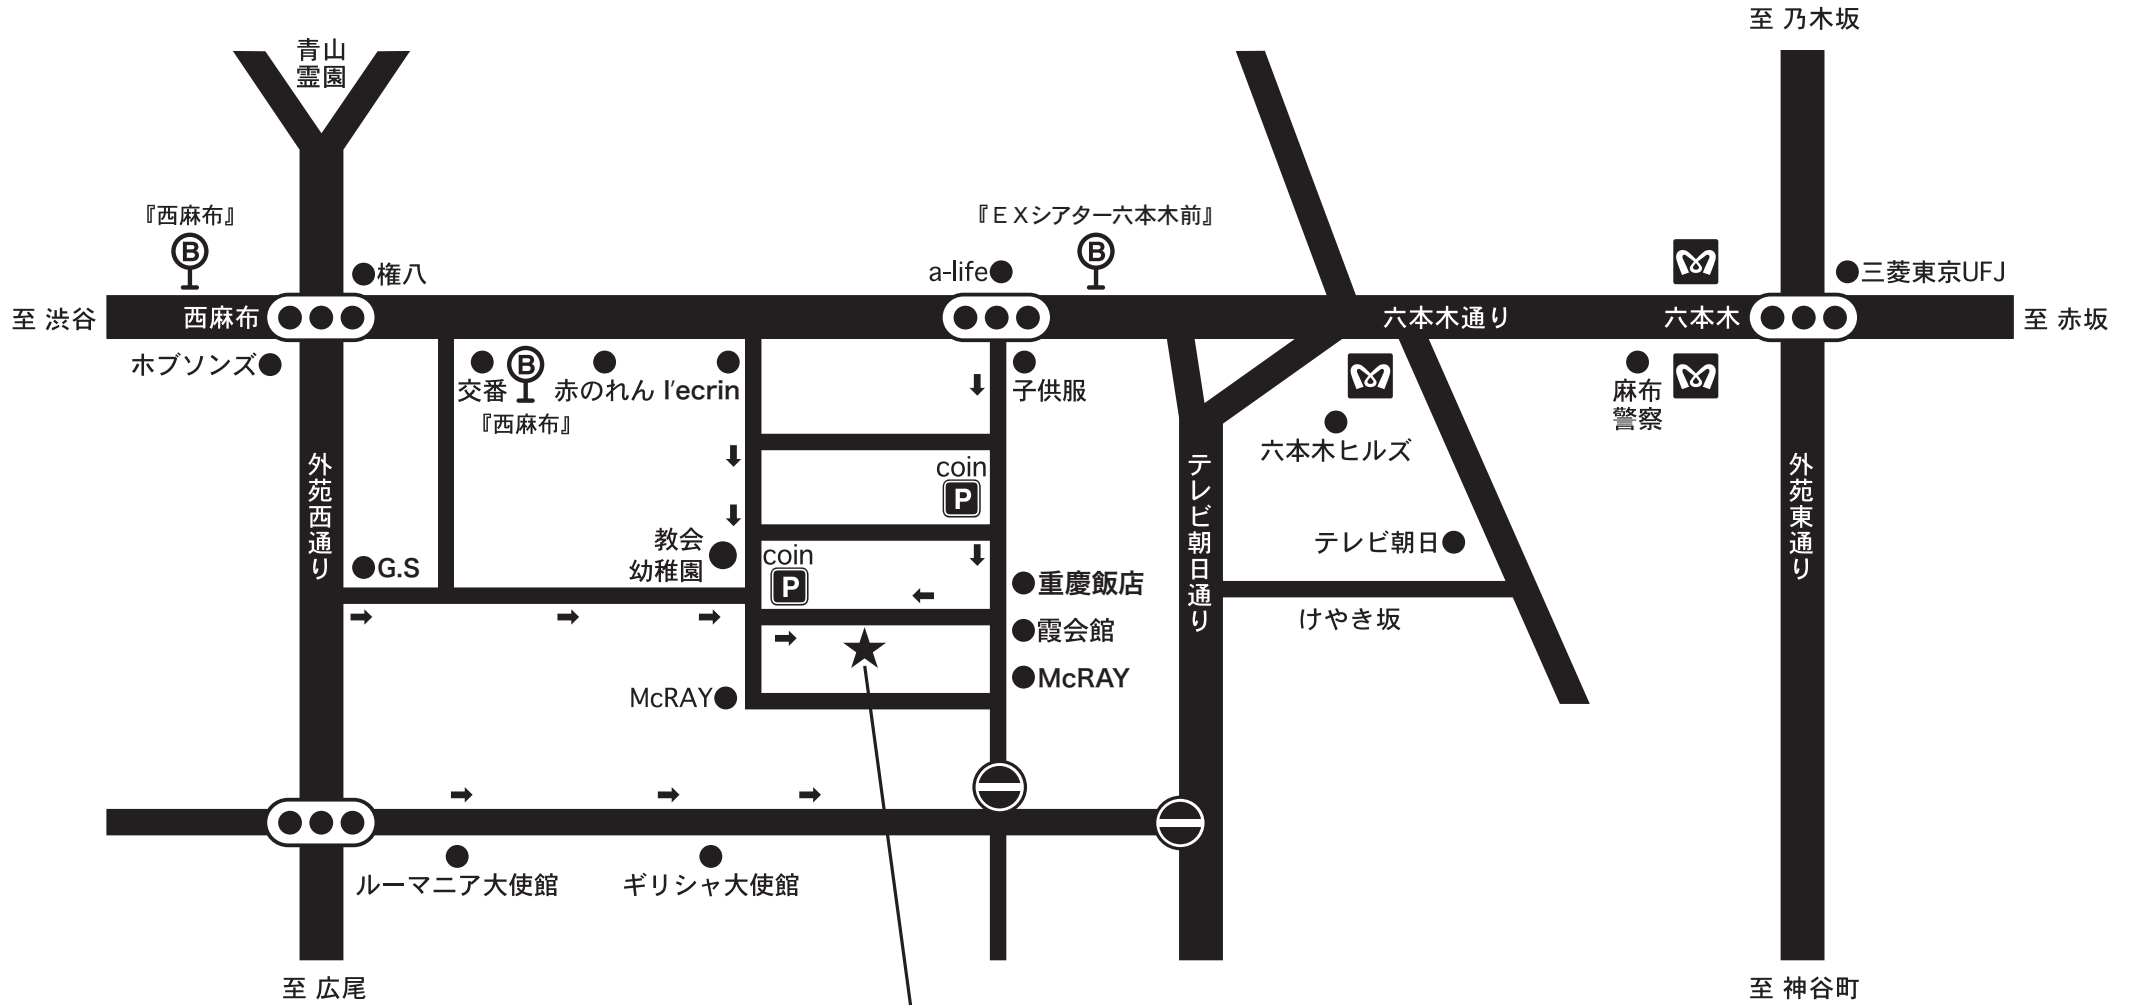 至 乃木坂
青山
霊園
『西麻布』
『ＥＸシアター六本木前』
B
B
権八
a-life
三菱東京UFJ
至 渋谷
西麻布
六本木通り
六本木
至 赤坂
ホブソンズ
交番
B
『西麻布』
赤のれん
l'ecrin
子供服
麻布
警察
六本木ヒルズ
外苑西通り
coin
P
テレビ朝日通り
外苑東通り
教会
幼稚園
coin
P
G.S
テレビ朝日
重慶飯店
けやき坂
霞会館
McRAY
McRAY
ルーマニア大使館
ギリシャ大使館
至 広尾
至 神谷町